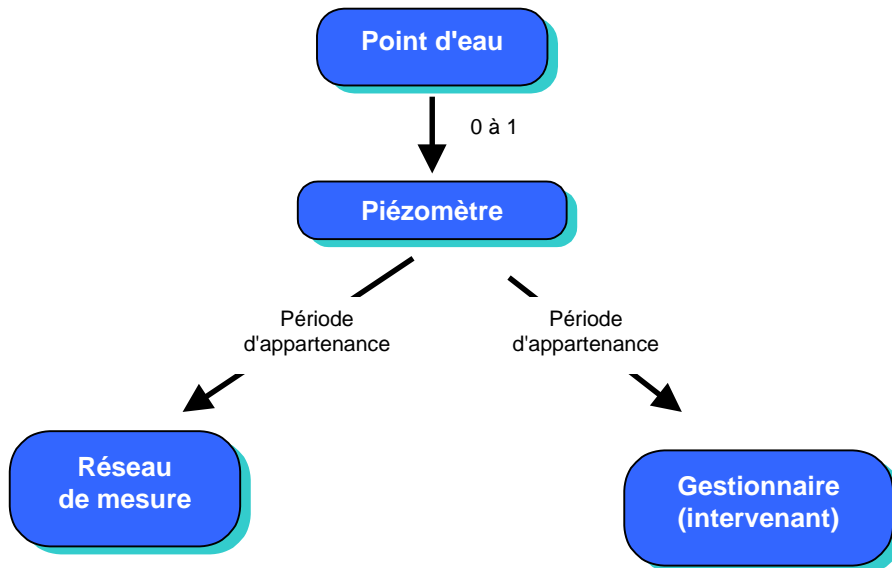 Point d'eau
0 à 1
Piézomètre
Période
d'appartenance
Période
d'appartenance
Réseau
de mesure
Gestionnaire
(intervenant)